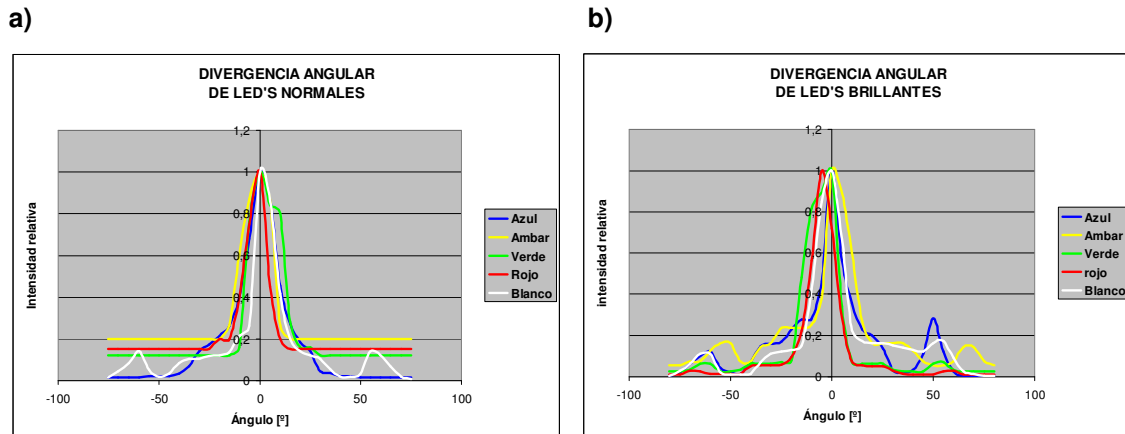 a)
DIVERGENCIA ANGULAR
DE LED'S NORMALES
Intensidad relativa
1,2
1
0,8
0,6
0,4
0,2
0
-100
-50
0
50
100
Ángulo [º]
Azul
Ambar
Verde
Rojo
Blanco
b)
DIVERGENCIA ANGULAR
DE LED'S BRILLANTES
intensidad relativa
1,2
1
0,8
0,6
0,4
0,2
0
-100
-50
0
50
100
Ángulo [º]
Azul
Ambar
Verde
rojo
Blanco